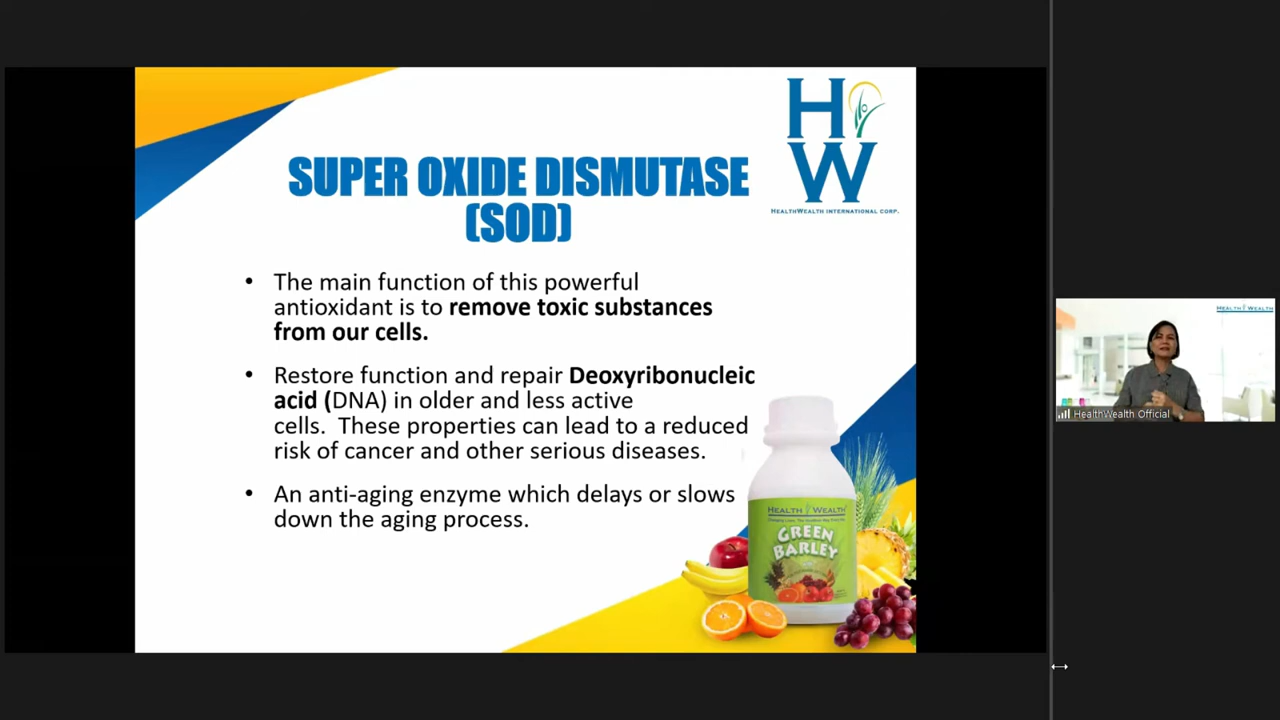 H
W
HEALTHWEALTH INTERNATIONAL CORP.
SUPER OXIDE DISMUTASE
(SOD)
• The main function of this powerful
antioxidant is to remove toxic substances
from our cells.
• Restore function and repair Deoxyribonucleic
acid (DNA) in older and less active
cells. These properties can lead to a reduced
risk of cancer and other serious diseases.
• An anti-aging enzyme which delays or slows
down the aging process.
HEALTH WEALTH
GREEN
BARLEY
HEALTH WEALTH
HealthWealth Official